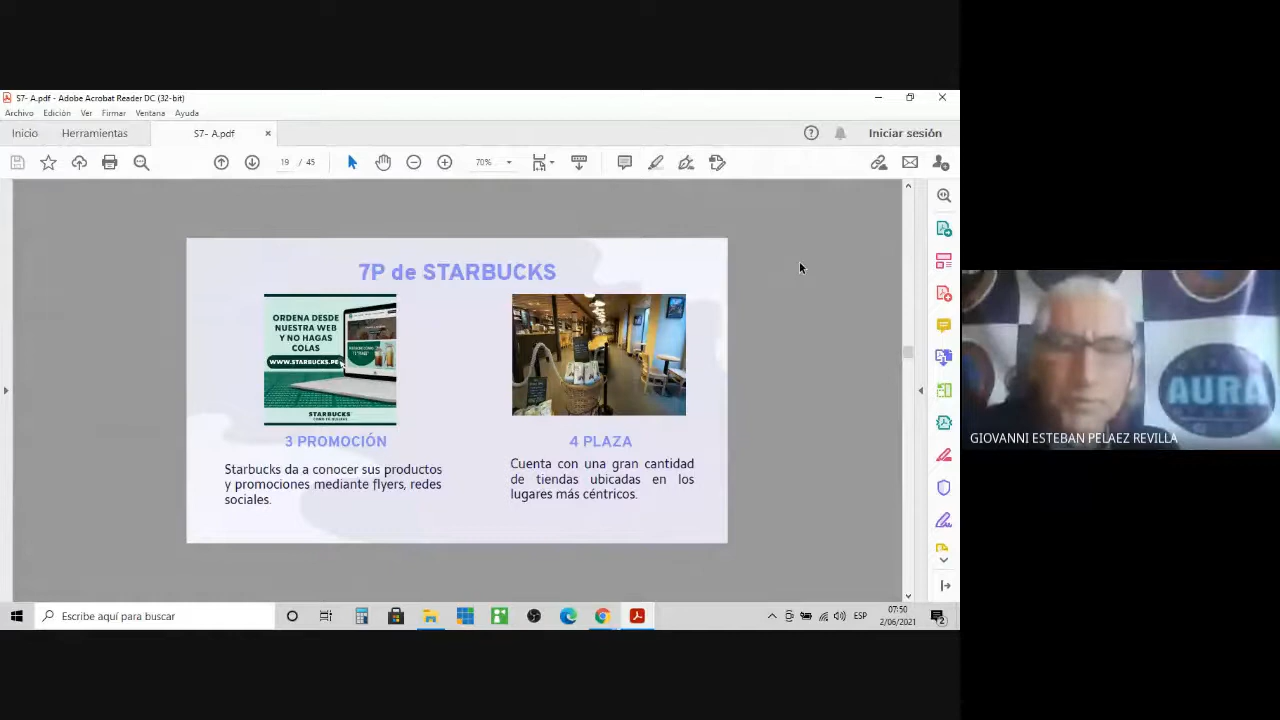 S7- A.pdf - Adobe Acrobat Reader DC (32-bit)
Archivo Edición Ver Firmar Ventana Ayuda
Inicio Herramientas S7- A.pdf × Iniciar sesión
19 / 45 70%
7P de STARBUCKS
ORDENA DESDE
NUESTRA WEB
Y NO HAGAS
COLAS
WWW.STARBUCKS.PE
STARBUCKS
3 PROMOCIÓN
Starbucks da a conocer sus productos
y promociones mediante flyers, redes
sociales.
4 PLAZA
Cuenta con una gran cantidad
de tiendas ubicadas en los
lugares más céntricos.
AURA
GIOVANNI ESTEBAN PELAEZ REVILLA
Escribe aquí para buscar
ESP
07:50
2/06/2021
2